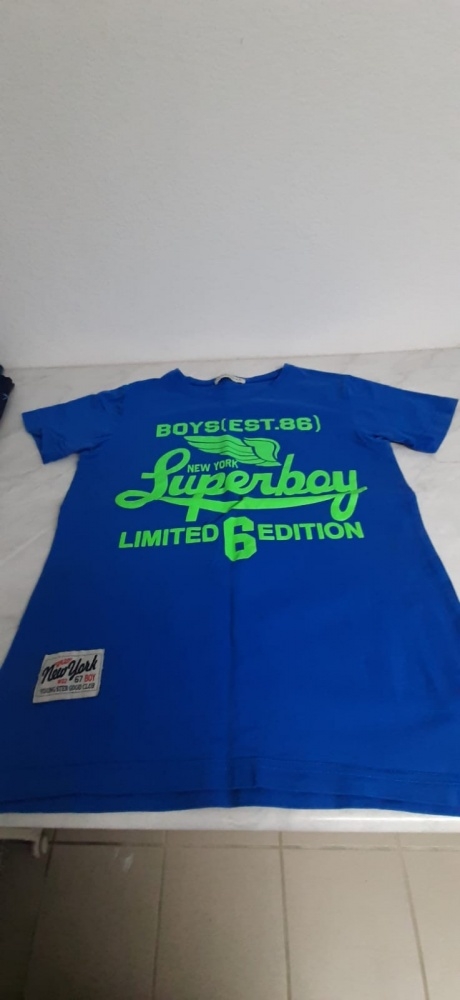 BOYS(EST.86)
NEW YORK
Superboy
LIMITED 6 EDITION
New York
67 BOY